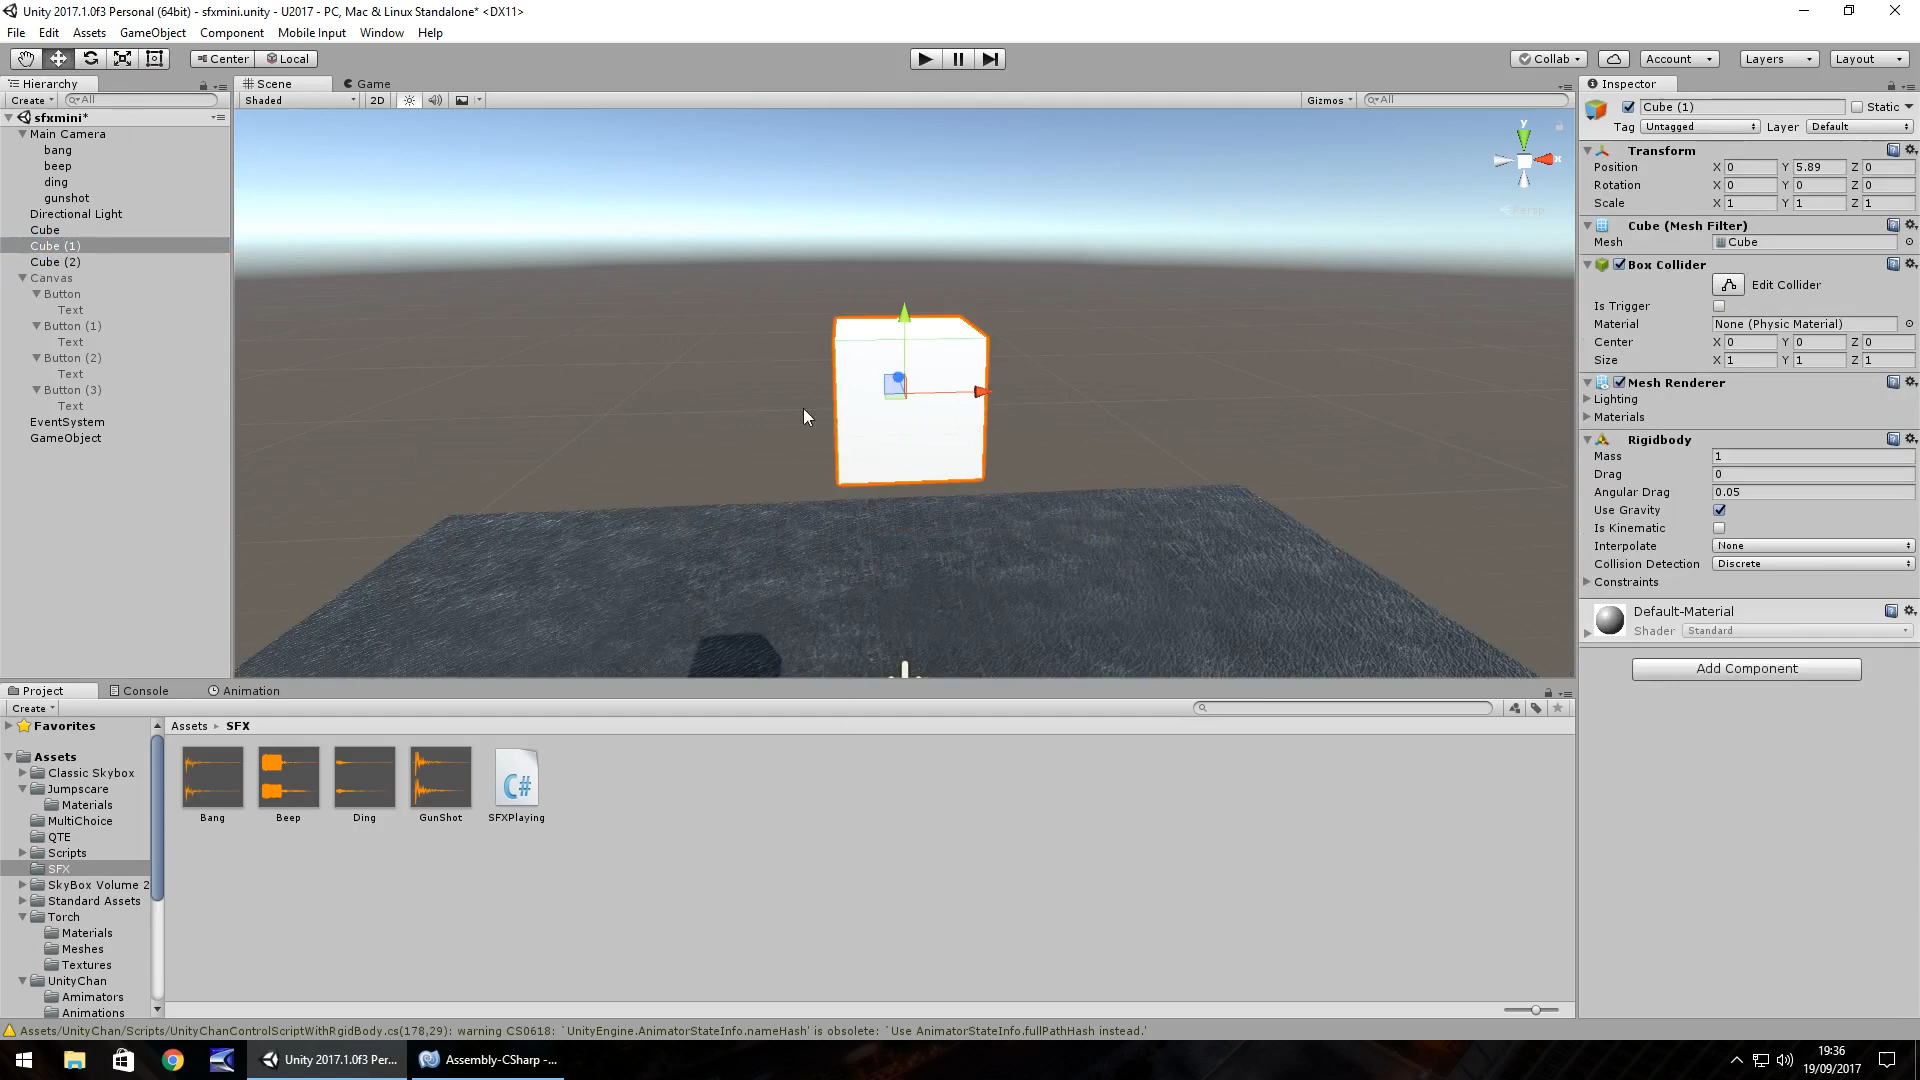 Unity 2017.1.0f3 Personal (64bit) - sfxmini.unity - U2017 - PC, Mac & Linux Standalone* <DX11>
File Edit Assets GameObject Component Mobile Input Window Help
Center Local Collab Account Layers Layout
Hierarchy
Create All
sfxmini*
Main Camera
bang
beep
ding
gunshot
Directional Light
Cube
Cube (1)
Cube (2)
Canvas
Button
Text
Button (1)
Text
Button (2)
Text
Button (3)
Text
EventSystem
GameObject
Scene Game
Shaded 2D Gizmos All
y
x
Persp
Inspector
Cube (1) Static
Tag Untagged Layer Default
Transform
Position X 0 Y 5.89 Z 0
Rotation X 0 Y 0 Z 0
Scale X 1 Y 1 Z 1
Cube (Mesh Filter)
Mesh Cube
Box Collider
Edit Collider
Is Trigger
Material None (Physic Material)
Center X 0 Y 0 Z 0
Size X 1 Y 1 Z 1
Mesh Renderer
Lighting
Materials
Rigidbody
Mass 1
Drag 0
Angular Drag 0.05
Use Gravity
Is Kinematic
Interpolate None
Collision Detection Discrete
Constraints
Default-Material
Shader Standard
Add Component
Project Console Animation
Create
Favorites
Assets
Classic Skybox
Jumpscare
Materials
MultiChoice
QTE
Scripts
SFX
SkyBox Volume 2
Standard Assets
Torch
Materials
Meshes
Textures
UnityChan
Amimators
Animations
Assets SFX
C#
Bang Beep Ding GunShot SFXPlaying
Assets/UnityChan/Scripts/UnityChanControlScriptWithRgidBody.cs(178,29): warning CS0618: `UnityEngine.AnimatorStateInfo.nameHash' is obsolete: `Use AnimatorStateInfo.fullPathHash instead.'
Unity 2017.1.0f3 Per... Assembly-CSharp -...
19:36
19/09/2017